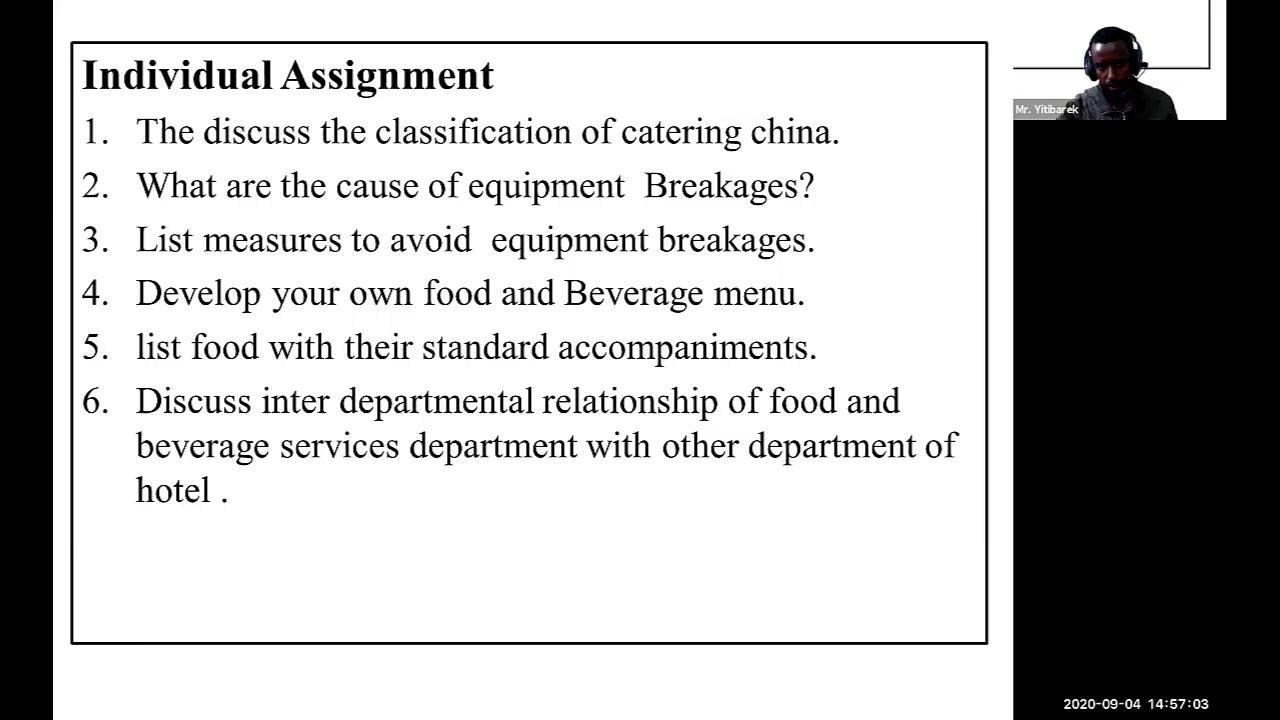 Individual Assignment
1. The discuss the classification of catering china.
2. What are the cause of equipment  Breakages?
3. List measures to avoid  equipment breakages.
4. Develop your own food and Beverage menu.
5. list food with their standard accompaniments.
6. Discuss inter departmental relationship of food and
beverage services department with other department of
hotel .
Mr. Yitibarek
2020-09-04 14:57:03